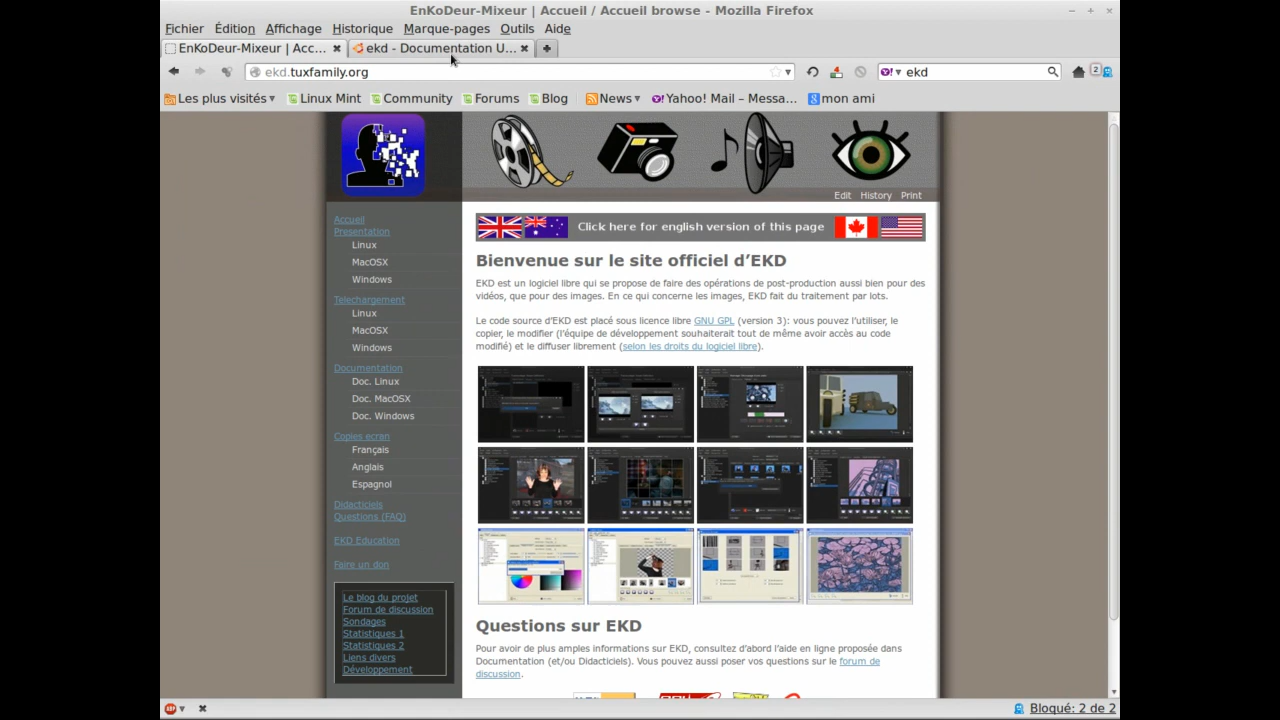 EnKoDeur-Mixeur | Accueil / Accueil browse - Mozilla Firefox
Fichier Édition Affichage Historique Marque-pages Outils Aide
EnKoDeur-Mixeur | Acc... ekd - Documentation U...
ekd.tuxfamily.org ekd 2
Les plus visités Linux Mint Community Forums Blog News Yahoo! Mail – Messa... mon ami
Edit History Print
Accueil
Presentation
Linux
MacOSX
Windows
Telechargement
Linux
MacOSX
Windows
Documentation
Doc. Linux
Doc. MacOSX
Doc. Windows
Copies ecran
Français
Anglais
Espagnol
Didacticiels
Questions (FAQ)
EKD Education
Faire un don
Le blog du projet
Forum de discussion
Sondages
Statistiques 1
Statistiques 2
Liens divers
Développement
Click here for english version of this page
Bienvenue sur le site officiel d’EKD
EKD est un logiciel libre qui se propose de faire des opérations de post-production aussi bien pour des
vidéos, que pour des images. En ce qui concerne les images, EKD fait du traitement par lots.
Le code source d’EKD est placé sous licence libre GNU GPL (version 3): vous pouvez l’utiliser, le
copier, le modifier (l’équipe de développement souhaiterait tout de même avoir accès au code
modifié) et le diffuser librement (selon les droits du logiciel libre).
Questions sur EKD
Pour avoir de plus amples informations sur EKD, consultez d’abord l’aide en ligne proposée dans
Documentation (et/ou Didacticiels). Vous pouvez aussi poser vos questions sur le forum de
discussion.
Bloqué: 2 de 2